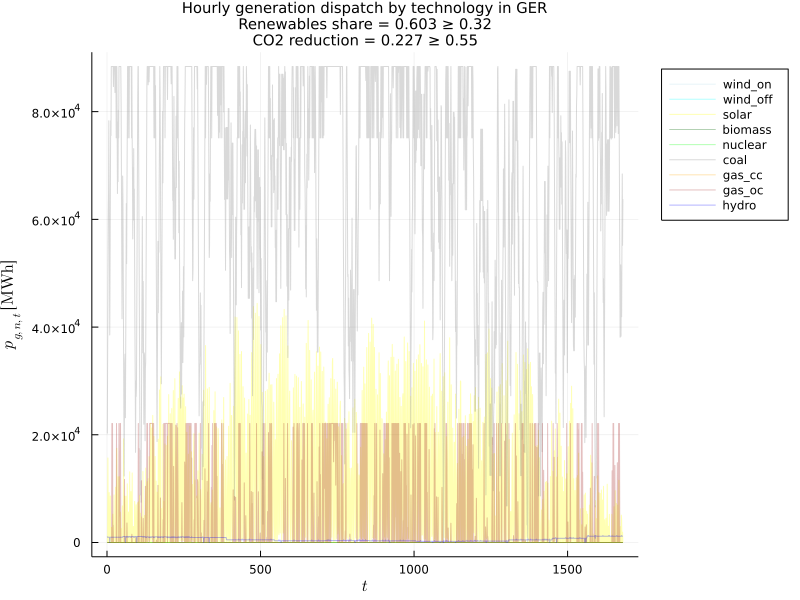 Hourly generation dispatch by technology in GER
Renewables share = 0.603 ≥ 0.32
CO2 reduction = 0.227 ≥ 0.55
wind_on
wind_off
solar
biomass
nuclear
coal
gas_cc
gas_oc
hydro
8.0×10⁴
6.0×10⁴
4.0×10⁴
2.0×10⁴
0
p_{g,n,t} [MWh]
0 500 1000 1500
t